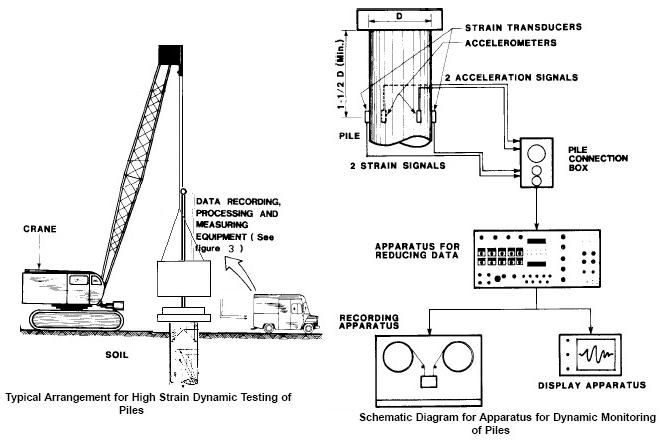 CRANE
DATA RECORDING,
PROCESSING AND
MEASURING
EQUIPMENT ( See
figure 3 )
SOIL
Typical Arrangement for High Strain Dynamic Testing of
Piles
D
1-1/2 D (Min.)
STRAIN TRANSDUCERS
ACCELEROMETERS
2 ACCELERATION SIGNALS
PILE
2 STRAIN SIGNALS
PILE
CONNECTION
BOX
APPARATUS FOR
REDUCING DATA
RECORDING
APPARATUS
DISPLAY APPARATUS
Schematic Diagram for Apparatus for Dynamic Monitoring
of Piles